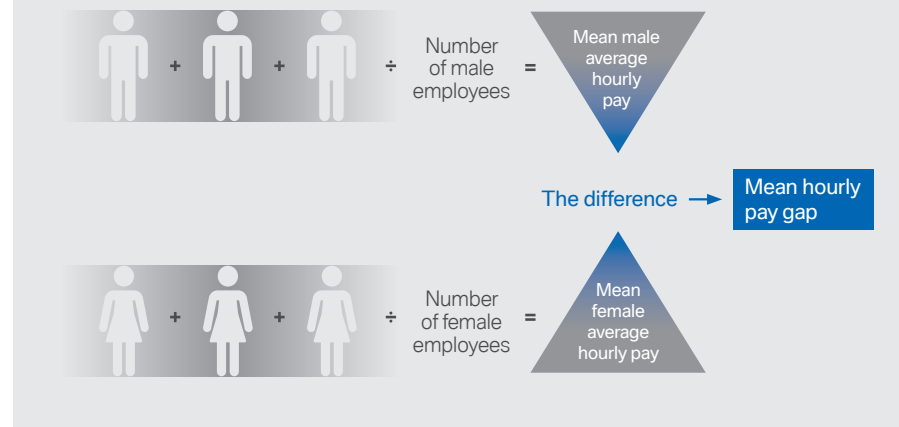 + + ÷ Number
of male
employees
=
Mean male
average
hourly
pay
The difference →
Mean hourly
pay gap
+ + ÷ Number
of female
employees
=
Mean
female
average
hourly pay